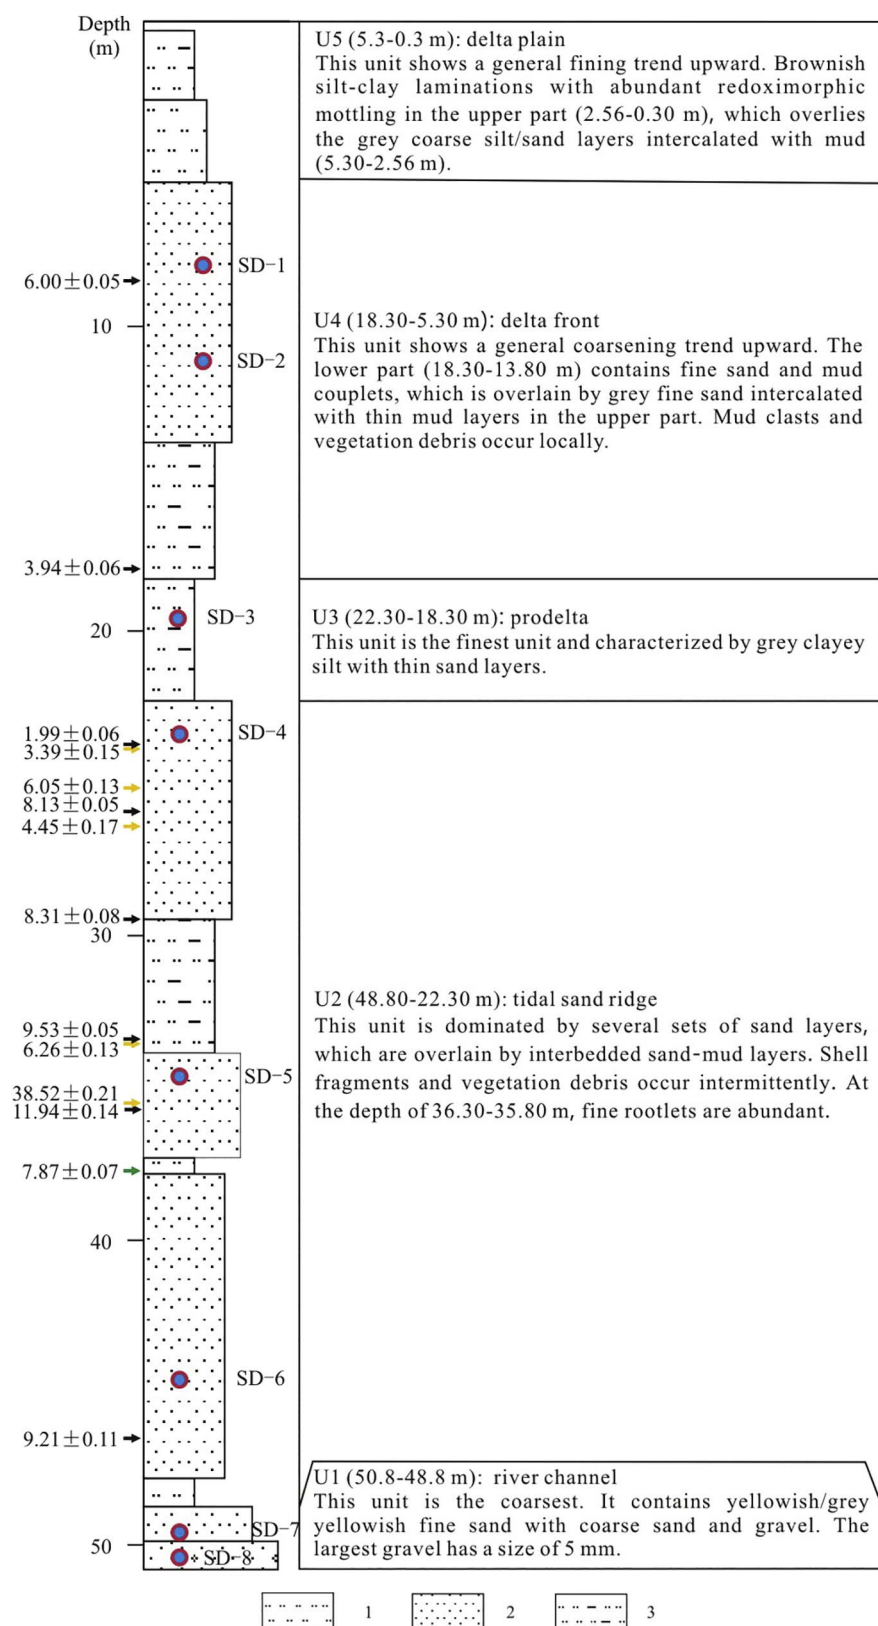 Depth
(m)
U5 (5.3-0.3 m): delta plain
This unit shows a general fining trend upward. Brownish
silt-clay laminations with abundant redoximorphic
mottling in the upper part (2.56-0.30 m), which overlies
the grey coarse silt/sand layers intercalated with mud
(5.30-2.56 m).
SD-1
6.00±0.05
10
SD-2
U4 (18.30-5.30 m): delta front
This unit shows a general coarsening trend upward. The
lower part (18.30-13.80 m) contains fine sand and mud
couplets, which is overlain by grey fine sand intercalated
with thin mud layers in the upper part. Mud clasts and
vegetation debris occur locally.
3.94±0.06
SD-3
20
U3 (22.30-18.30 m): prodelta
This unit is the finest unit and characterized by grey clayey
silt with thin sand layers.
SD-4
1.99±0.06
3.39±0.15
6.05±0.13
8.13±0.05
4.45±0.17
8.31±0.08
30
9.53±0.05
6.26±0.13
SD-5
38.52±0.21
11.94±0.14
7.87±0.07
U2 (48.80-22.30 m): tidal sand ridge
This unit is dominated by several sets of sand layers,
which are overlain by interbedded sand-mud layers. Shell
fragments and vegetation debris occur intermittently. At
the depth of 36.30-35.80 m, fine rootlets are abundant.
40
SD-6
9.21±0.11
U1 (50.8-48.8 m): river channel
This unit is the coarsest. It contains yellowish/grey
yellowish fine sand with coarse sand and gravel. The
largest gravel has a size of 5 mm.
SD-7
50
SD-8
1
2
3